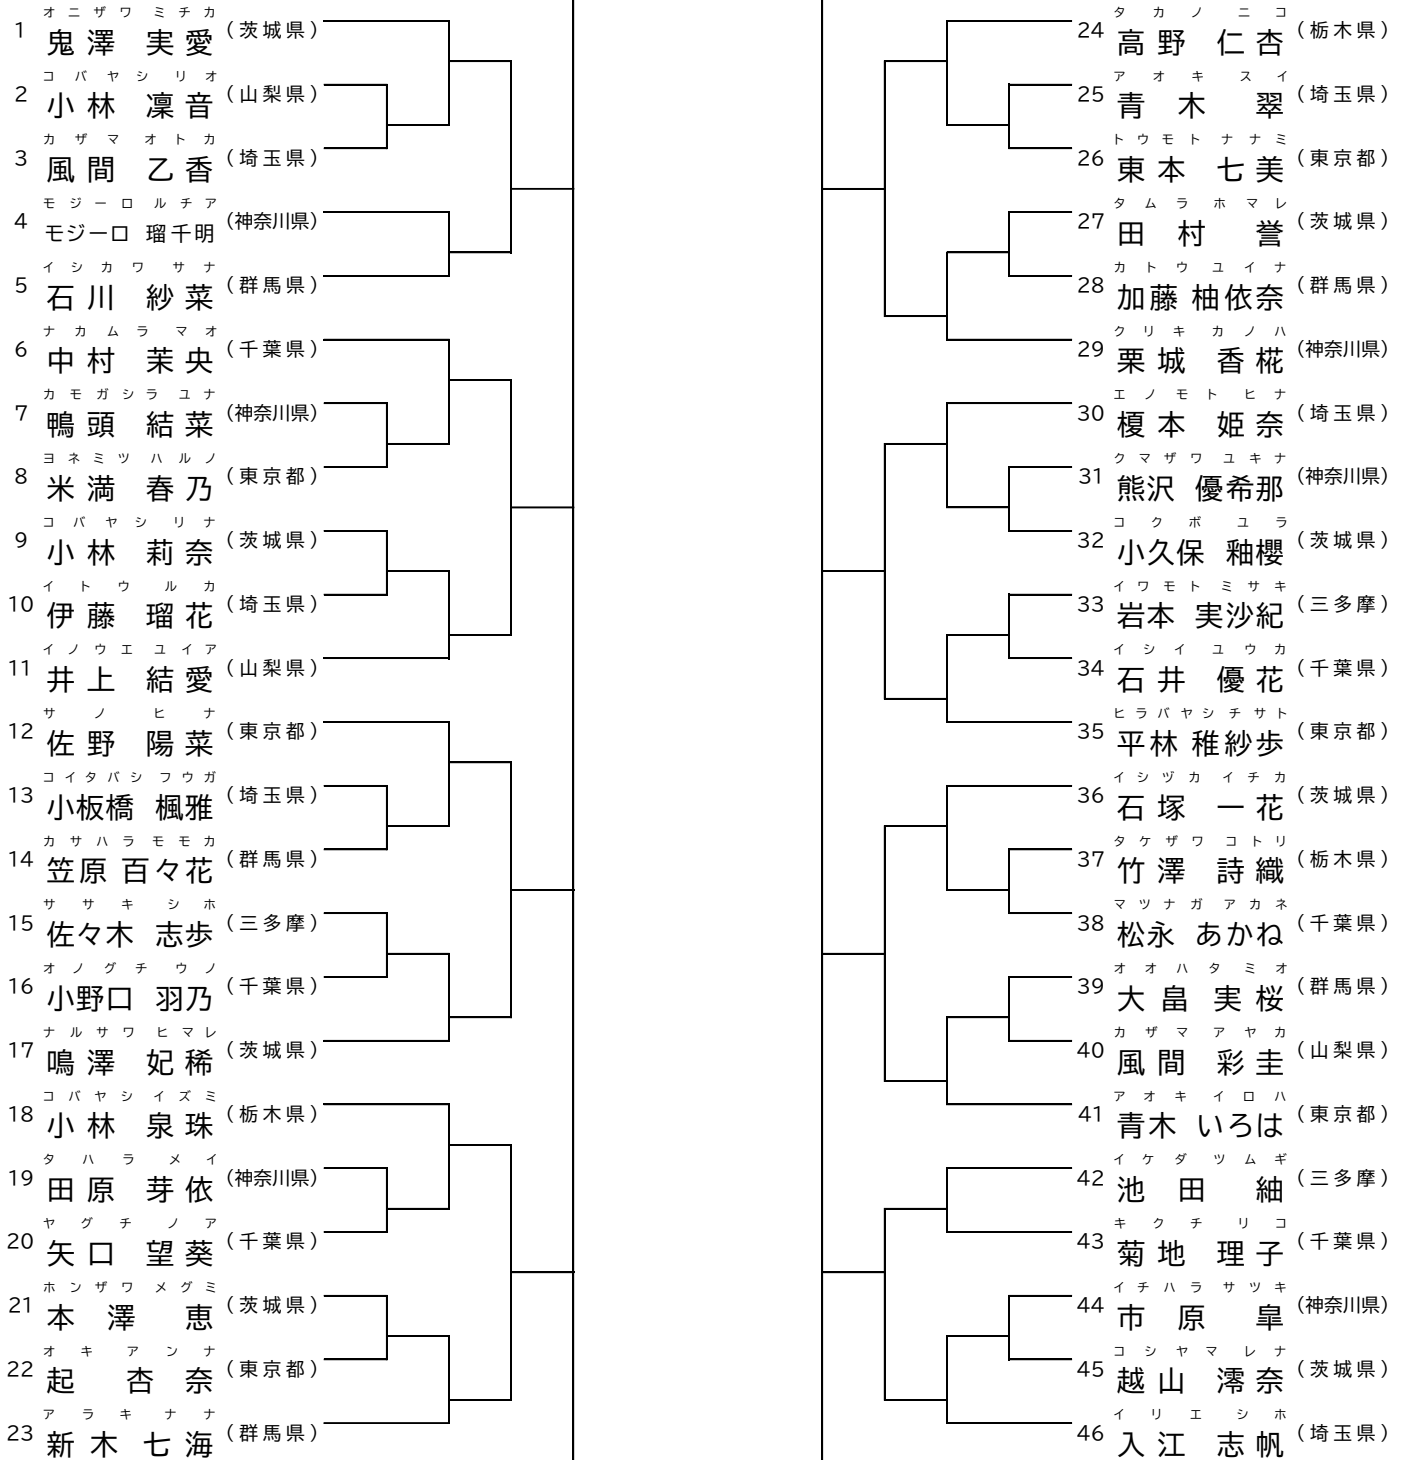 オニザワ ミチカ
1 鬼澤 実愛 (茨城県)
コバヤシ リオ
2 小林 凜音 (山梨県)
カザマ オトカ
3 風間 乙香 (埼玉県)
モジーロ ルチア
4 モジーロ 瑠千明 (神奈川県)
イシカワ サナ
5 石川 紗菜 (群馬県)
ナカムラ マオ
6 中村 茉央 (千葉県)
カモガシラ ユナ
7 鴨頭 結菜 (神奈川県)
ヨネミツ ハルノ
8 米満 春乃 (東京都)
コバヤシ リナ
9 小林 莉奈 (茨城県)
イトウ ルカ
10 伊藤 瑠花 (埼玉県)
イノウエ ユイア
11 井上 結愛 (山梨県)
サノ ヒナ
12 佐野 陽菜 (東京都)
コイタバシ フウガ
13 小板橋 楓雅 (埼玉県)
カサハラ モモカ
14 笠原 百々花 (群馬県)
ササキ シホ
15 佐々木 志歩 (三多摩)
オノグチ ウノ
16 小野口 羽乃 (千葉県)
ナルサワ ヒマレ
17 鳴澤 妃稀 (茨城県)
コバヤシ イズミ
18 小林 泉珠 (栃木県)
タハラ メイ
19 田原 芽依 (神奈川県)
ヤグチ ノア
20 矢口 望葵 (千葉県)
ホンザワ メグミ
21 本澤 恵 (茨城県)
オキ アンナ
22 起 杏奈 (東京都)
アラキ ナナ
23 新木 七海 (群馬県)
タカノ ニコ
24 高野 仁杏 (栃木県)
アオキ スイ
25 青木 翠 (埼玉県)
トウモト ナナミ
26 東本 七美 (東京都)
タムラ ホマレ
27 田村 誉 (茨城県)
カトウ ユイナ
28 加藤 柚依奈 (群馬県)
クリキ カノハ
29 栗城 香椛 (神奈川県)
エノモト ヒナ
30 榎本 姫奈 (埼玉県)
クマザワ ユキナ
31 熊沢 優希那 (神奈川県)
コクボ ユラ
32 小久保 釉櫻 (茨城県)
イワモト ミサキ
33 岩本 実沙紀 (三多摩)
イシイ ユウカ
34 石井 優花 (千葉県)
ヒラバヤシ チサト
35 平林 稚紗歩 (東京都)
イシヅカ イチカ
36 石塚 一花 (茨城県)
タケザワ コトリ
37 竹澤 詩織 (栃木県)
マツナガ アカネ
38 松永 あかね (千葉県)
オオハタ ミオ
39 大畠 実桜 (群馬県)
カザマ アヤカ
40 風間 彩圭 (山梨県)
アオキ イロハ
41 青木 いろは (東京都)
イケダ ツムギ
42 池田 紬 (三多摩)
キクチ リコ
43 菊地 理子 (千葉県)
イチハラ サツキ
44 市原 皐 (神奈川県)
コシヤマ レナ
45 越山 澪奈 (茨城県)
イリエ シホ
46 入江 志帆 (埼玉県)